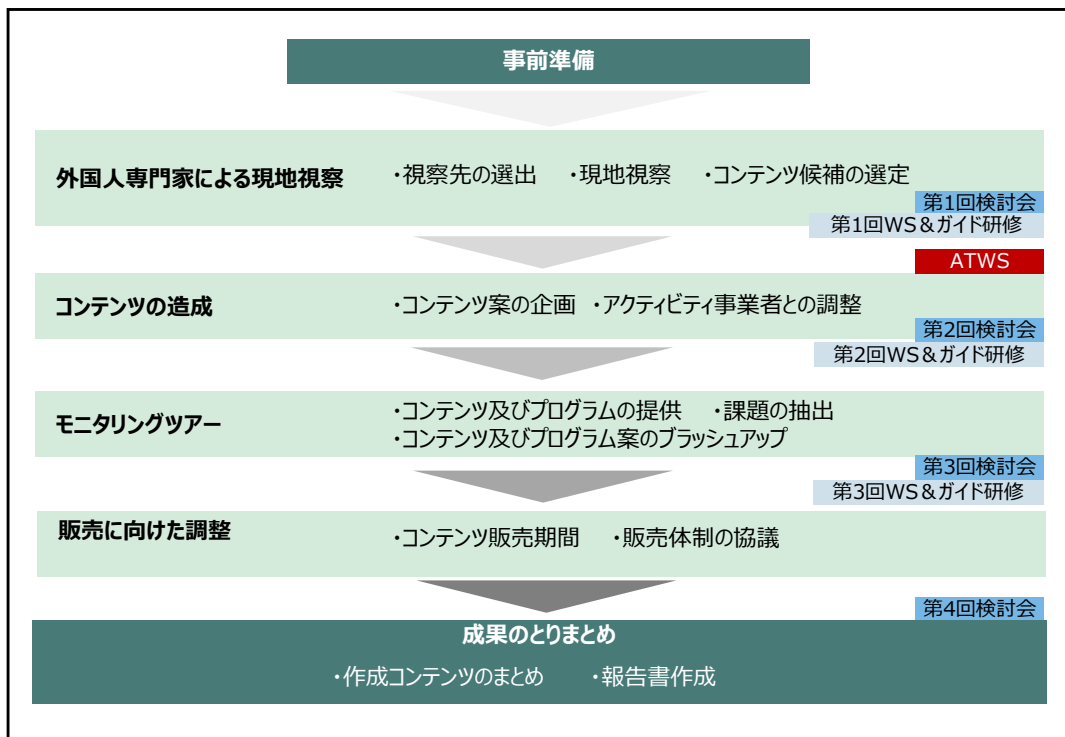 事前準備
外国人専門家による現地視察
・視察先の選出 ・現地視察 ・コンテンツ候補の選定
第1回検討会
第1回WS&ガイド研修
ATWS
コンテンツの造成
・コンテンツ案の企画 ・アクティビティ事業者との調整
第2回検討会
第2回WS&ガイド研修
モニタリングツアー
・コンテンツ及びプログラムの提供 ・課題の抽出
・コンテンツ及びプログラム案のブラッシュアップ
第3回検討会
第3回WS&ガイド研修
販売に向けた調整
・コンテンツ販売期間 ・販売体制の協議
第4回検討会
成果のとりまとめ
・作成コンテンツのまとめ ・報告書作成